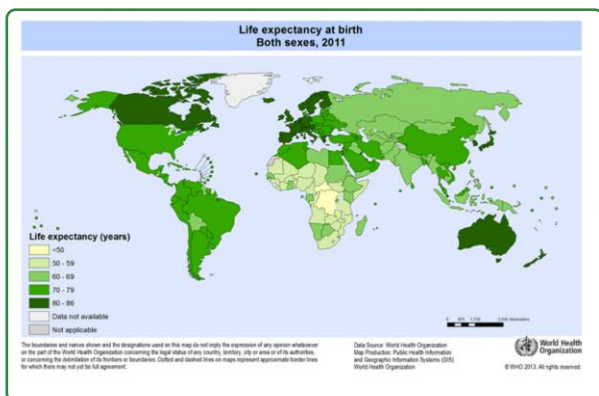 Life expectancy at birth
Both sexes, 2011
Life expectancy (years)
<50
50 - 59
60 - 69
70 - 79
80 - 86
Data not available
Not applicable
The boundaries and names shown and the designations used on this map do not imply the expression of any opinion whatsoever
on the part of the World Health Organization concerning the legal status of any country, territory, city or area or of its authorities,
or concerning the delimitation of its frontiers or boundaries. Dotted and dashed lines on maps represent approximate border lines
for which there may not yet be full agreement.
Data Source: World Health Organization
Map Production: Public Health Information
and Geographic Information Systems (GIS)
World Health Organization
World Health
Organization
© WHO 2013. All rights reserved.